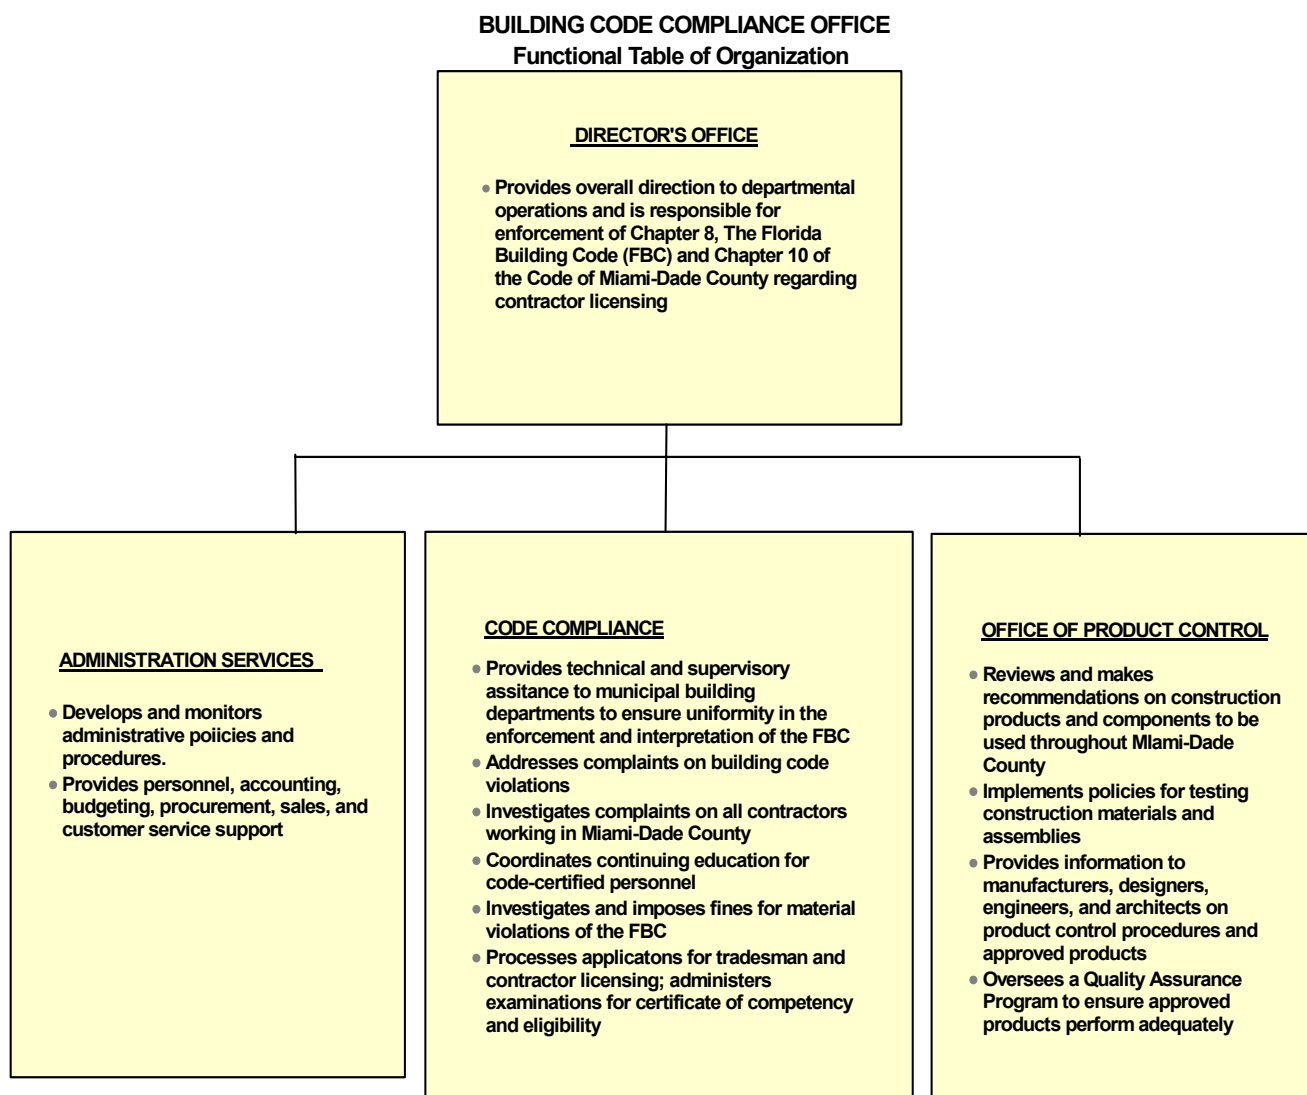 BUILDING CODE COMPLIANCE OFFICE
Functional Table of Organization
DIRECTOR'S OFFICE
● Provides overall direction to departmental
operations and is responsible for
enforcement of Chapter 8, The Florida
Building Code (FBC) and Chapter 10 of
the Code of Miami-Dade County regarding
contractor licensing
ADMINISTRATION SERVICES
● Develops and monitors
administrative poiicies and
procedures.
● Provides personnel, accounting,
budgeting, procurement, sales, and
customer service support
CODE COMPLIANCE
● Provides technical and supervisory
assitance to municipal building
departments to ensure uniformity in the
enforcement and interpretation of the FBC
● Addresses complaints on building code
violations
● Investigates complaints on all contractors
working in Miami-Dade County
● Coordinates continuing education for
code-certified personnel
● Investigates and imposes fines for material
violations of the FBC
● Processes applicatons for tradesman and
contractor licensing; administers
examinations for certificate of competency
and eligibility
OFFICE OF PRODUCT CONTROL
● Reviews and makes
recommendations on construction
products and components to be
used throughout MIami-Dade
County
● Implements policies for testing
construction materials and
assemblies
● Provides information to
manufacturers, designers,
engineers, and architects on
product control procedures and
approved products
● Oversees a Quality Assurance
Program to ensure approved
products perform adequately